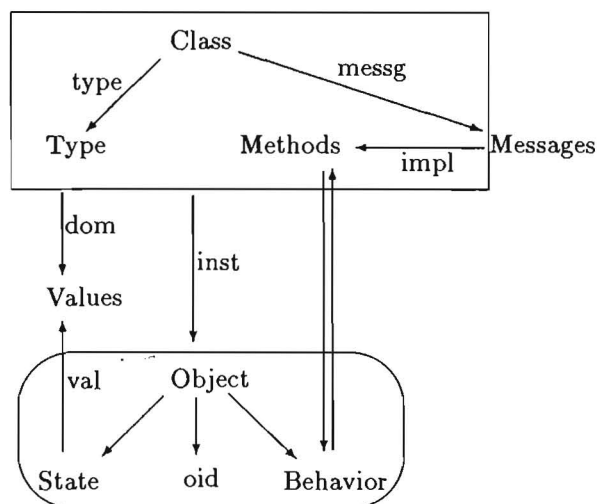 Class
type messg
Type Methods impl Messages
dom
inst
Values
val Object
State oid Behavior